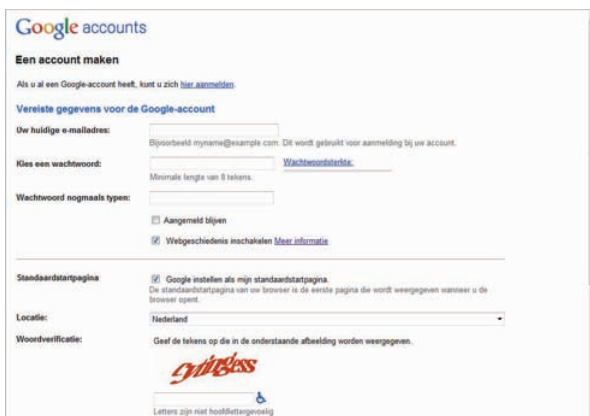 Google accounts
Een account maken
Als u al een Google-account heeft, kunt u zich hier aanmelden.
Vereiste gegevens voor de Google-account
Uw huidige e-mailadres:
Bijvoorbeeld myname@example.com. Dit wordt gebruikt voor aanmelding bij uw account.
Kies een wachtwoord:
Wachtwoordsterkte:
Minimale lengte van 8 tekens.
Wachtwoord nogmaals typen:
Aangemeld blijven
Webgeschiedenis inschakelen Meer informatie
Standaardstartpagina
Google instellen als mijn standaardstartpagina.
De standaardstartpagina van uw browser is de eerste pagina die wordt weergegeven wanneer u de
browser opent.
Locatie:
Nederland
Woordverificatie:
Geef de tekens op die in de onderstaande afbeelding worden weergegeven.
Letters zijn niet hoofdlettergevoelig